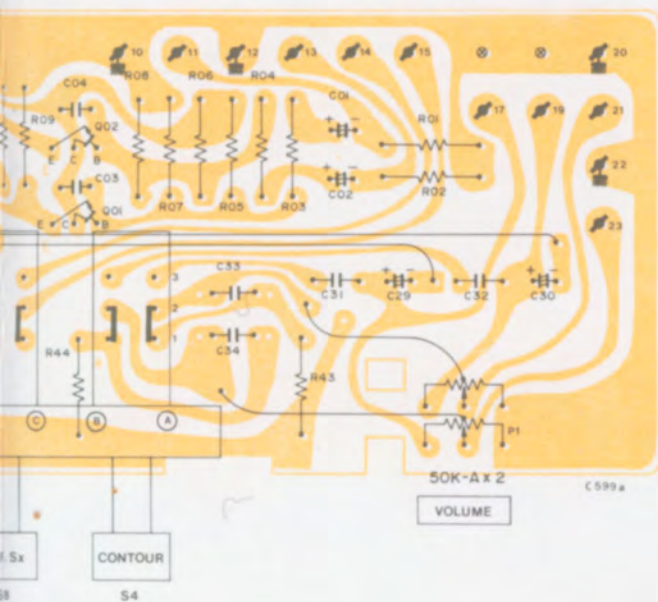 10 11 12 13 14 15 20
R08 R06 R04
C04 C01
R09 Q02 R01 17 19 21
E C B
C03 22
R07 R05 R03 C02 R02
Q01
E C B 23
3 C33
C31 C29 C32 C30
2
1 C34
R44
R43
C B A
P1
50K-A x 2
C599a
VOLUME
CONTOUR
S4